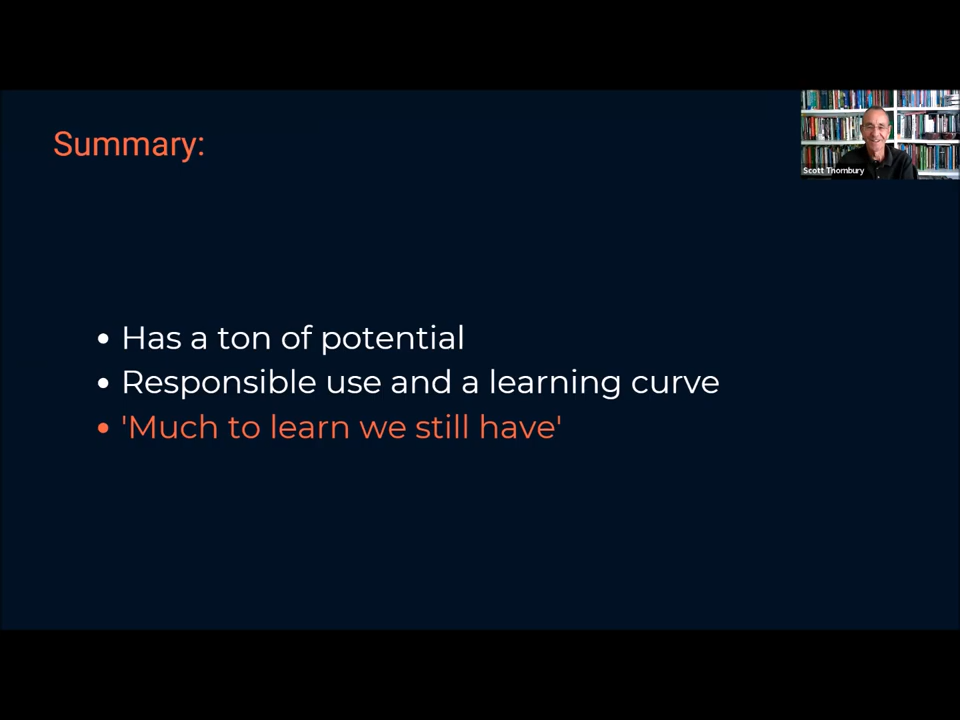 Summary:
Scott Thornbury
• Has a ton of potential
• Responsible use and a learning curve
• 'Much to learn we still have'